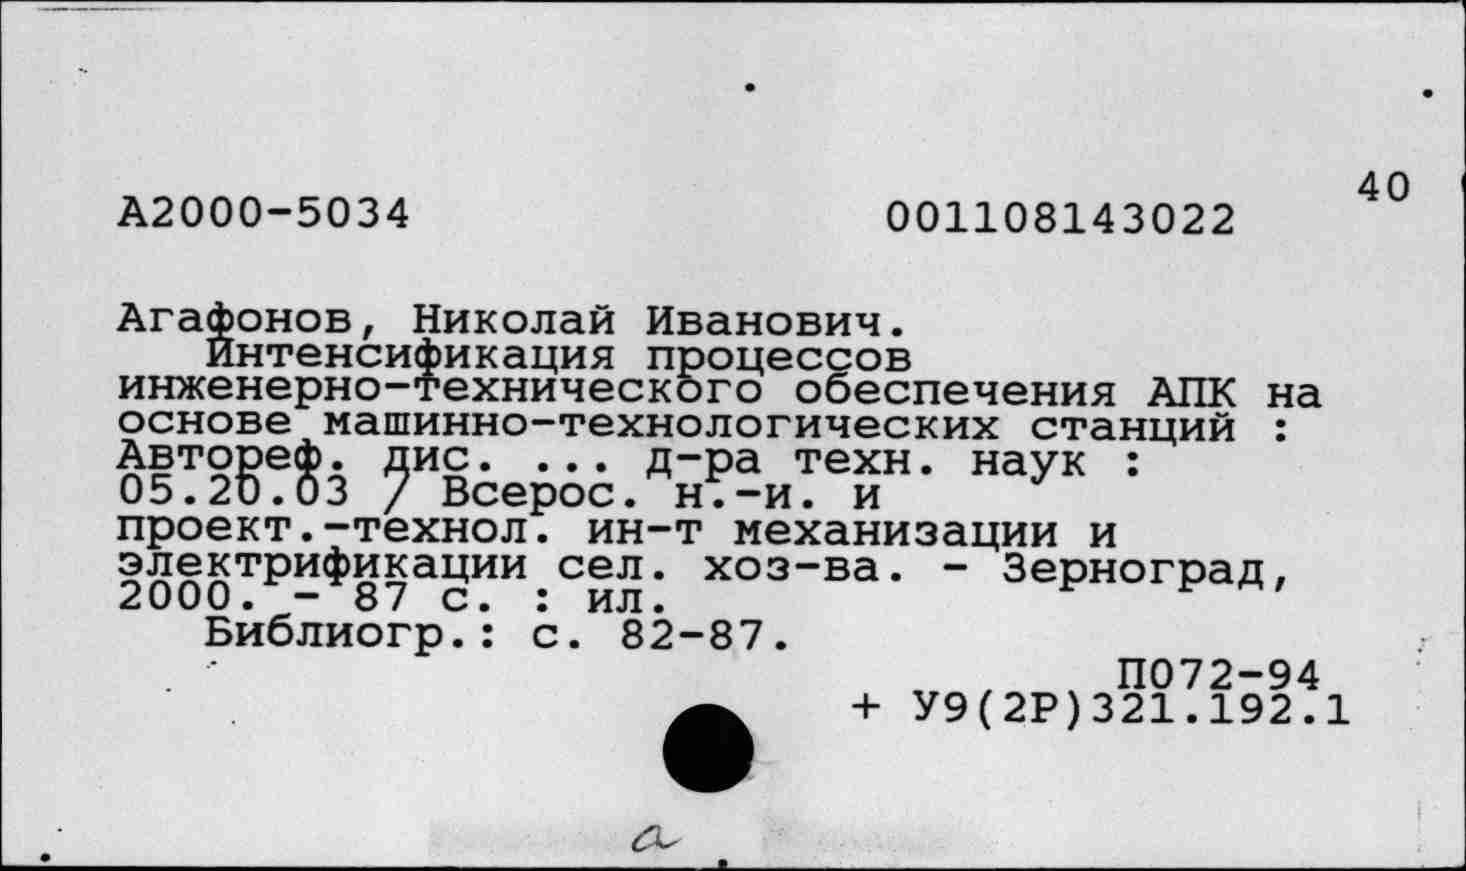 40
А2000-5034 001108143022
Агафонов, Николай Иванович.
Интенсификация процессов
инженерно-технического обеспечения АПК на
основе машинно-технологических станций :
Автореф. дис. ... д-ра техн. наук :
05.20.03 / Всерос. н.-и. и
проект.-технол. ин-т механизации и
электрификации сел. хоз-ва. - Зерноград,
2000. - 87 с. : ил.
Библиогр.: с. 82-87.
П072-94
+ У9(2Р)321.192.1
а